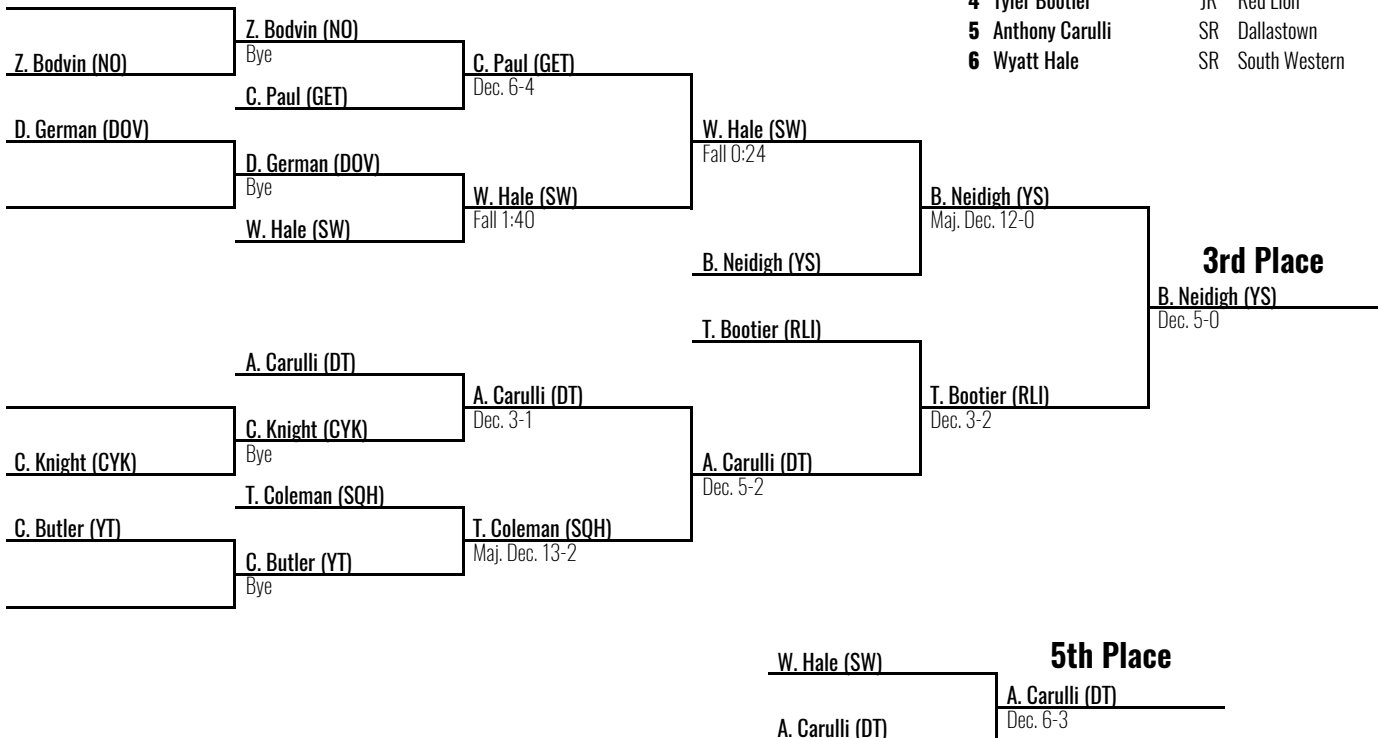 4 Tyler Bootier JR Red Lion
5 Anthony Carulli SR Dallastown
6 Wyatt Hale SR South Western
Z. Bodvin (NO)
D. German (DOV)
C. Knight (CYK)
C. Butler (YT)
Z. Bodvin (NO)
Bye
C. Paul (GET)
D. German (DOV)
Bye
W. Hale (SW)
A. Carulli (DT)
C. Knight (CYK)
Bye
T. Coleman (SQH)
C. Butler (YT)
Bye
C. Paul (GET)
Dec. 6-4
W. Hale (SW)
Fall 1:40
A. Carulli (DT)
Dec. 3-1
T. Coleman (SQH)
Maj. Dec. 13-2
W. Hale (SW)
Fall 0:24
B. Neidigh (YS)
T. Bootier (RLI)
A. Carulli (DT)
Dec. 5-2
B. Neidigh (YS)
Maj. Dec. 12-0
T. Bootier (RLI)
Dec. 3-2
3rd Place
B. Neidigh (YS)
Dec. 5-0
5th Place
W. Hale (SW)
A. Carulli (DT)
A. Carulli (DT)
Dec. 6-3